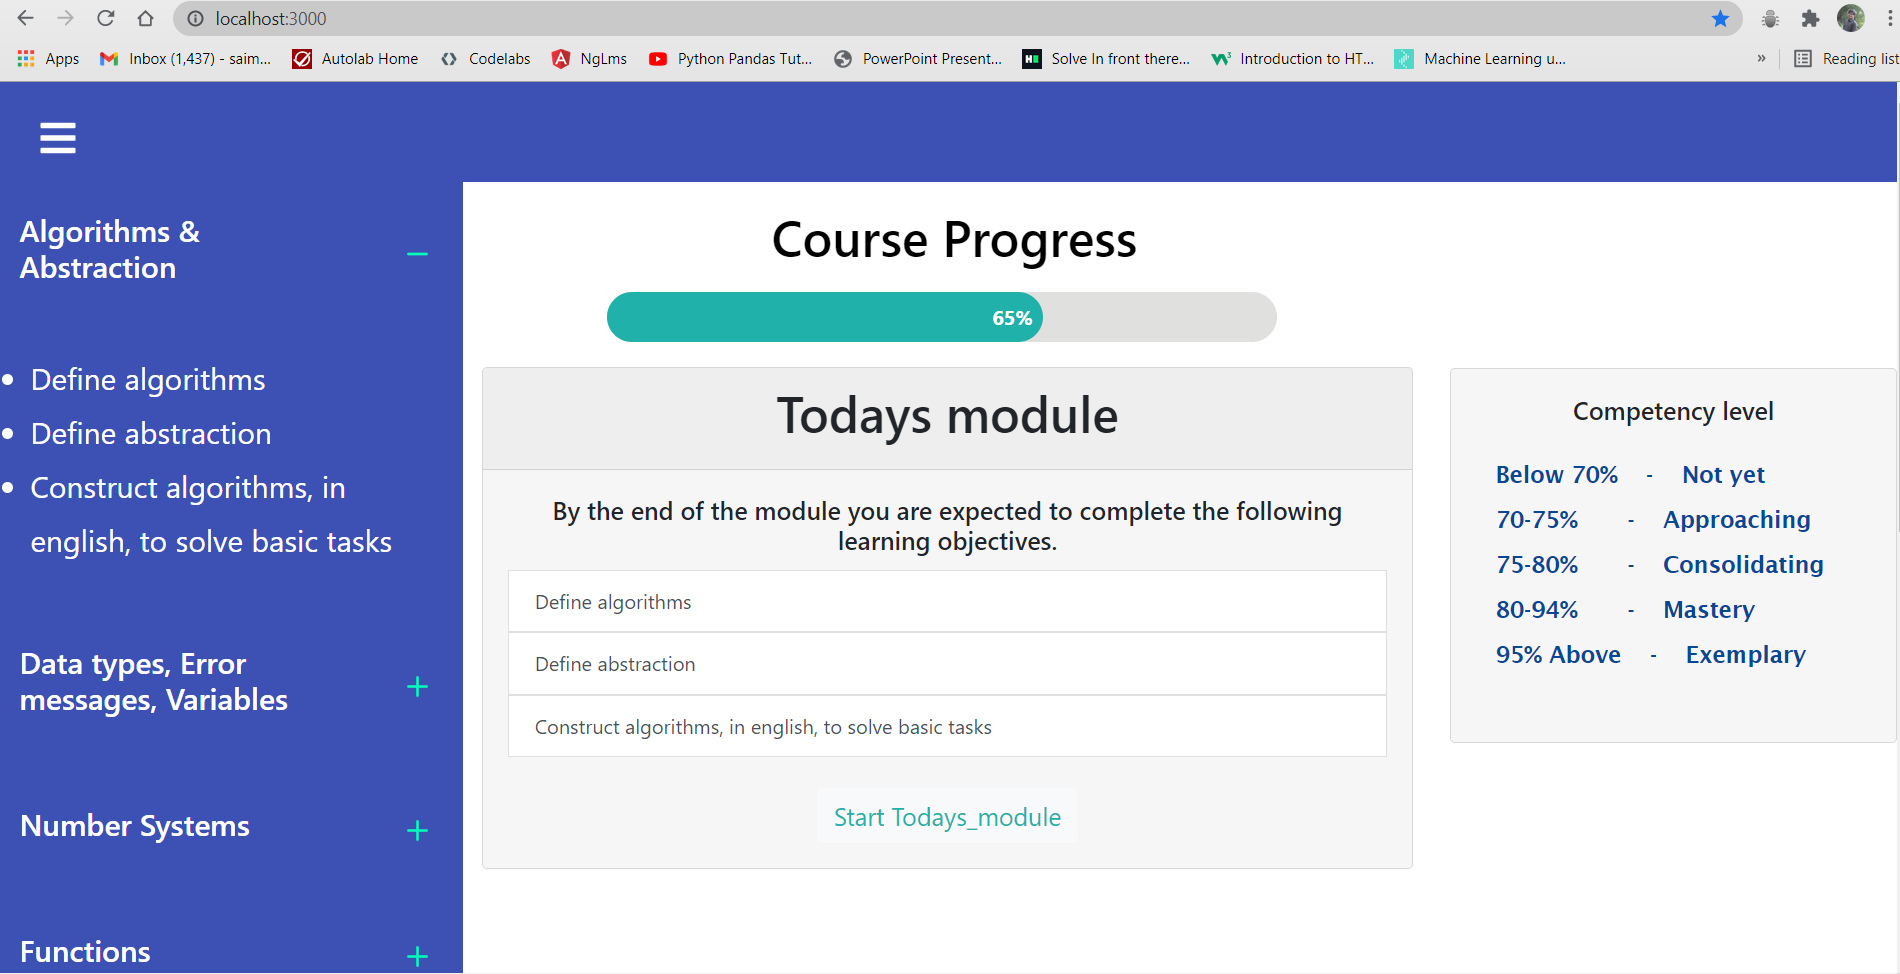 localhost:3000
Apps
Inbox (1,437) - saim...
Autolab Home
Codelabs
NgLms
Python Pandas Tut...
PowerPoint Present...
Solve In front there...
Introduction to HT...
Machine Learning u...
»
Reading list
Algorithms &
Abstraction
Define algorithms
Define abstraction
Construct algorithms, in
english, to solve basic tasks
Data types, Error
messages, Variables
Number Systems
Functions
Course Progress
65%
Todays module
By the end of the module you are expected to complete the following
learning objectives.
Define algorithms
Define abstraction
Construct algorithms, in english, to solve basic tasks
Start Todays_module
Competency level
Below 70% - Not yet
70-75% - Approaching
75-80% - Consolidating
80-94% - Mastery
95% Above - Exemplary